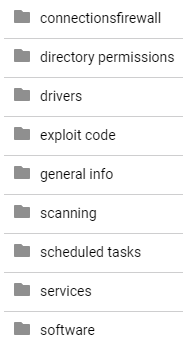 connectionsfirewall
directory permissions
drivers
exploit code
general info
scanning
scheduled tasks
services
software